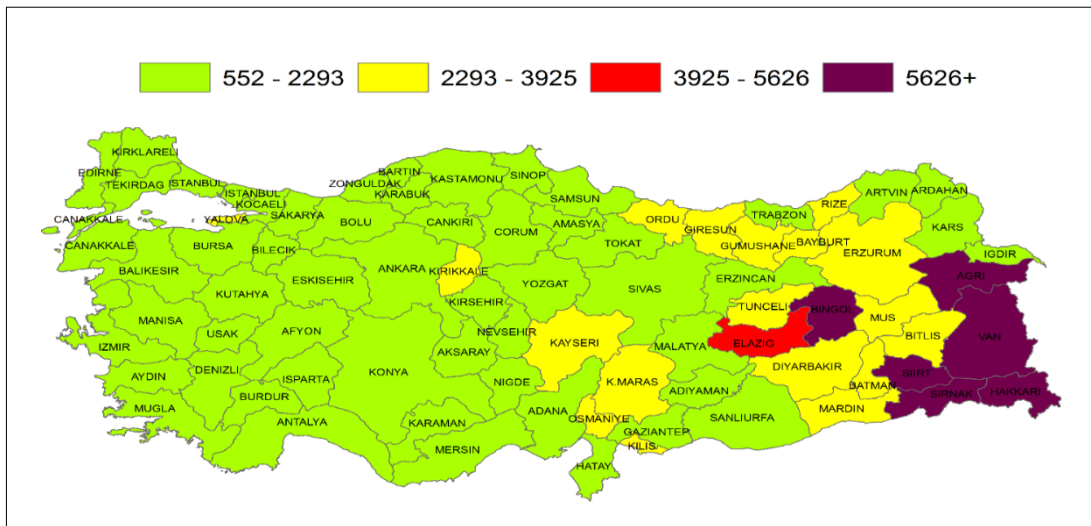 552 - 2293 2293 - 3925 3925 - 5626 5626+
KIRKLARELI
EDIRNE
TEKIRDAG ISTANBUL
ISTANBUL
KOCAELI
CANAKKALE
YALOVA
SAKARYA
ZONGULDAK
BARTIN
KARABUK
KASTAMONU
SINOP
SAMSUN
CANAKKALE
BURSA
BILECIK
BOLU
CANKIRI
CORUM
AMASYA
TOKAT
ORDU
GIRESUN
TRABZON
GUMUSHANE
BAYBURT
RIZE
ARTVIN
ARDAHAN
KARS
ERZURUM
IGDIR
AGRI
BALIKESIR
KUTAHYA
ESKISEHIR
ANKARA
KIRIKKALE
KIRSEHIR
YOZGAT
SIVAS
ERZINCAN
TUNCELI
BINGOL
MUS
BITLIS
VAN
MANISA
USAK
AFYON
IZMIR
AYDIN
DENIZLI
ISPARTA
KONYA
AKSARAY
NEVSEHIR
KAYSERI
MALATYA
ELAZIG
DIYARBAKIR
BATMAN
SIIRT
SIRNAK
HAKKARI
MUGLA
BURDUR
ANTALYA
KARAMAN
MERSIN
NIGDE
ADANA
K.MARAS
OSMANIYE
ADIYAMAN
GAZIANTEP
KILIS
HATAY
SANLIURFA
MARDIN